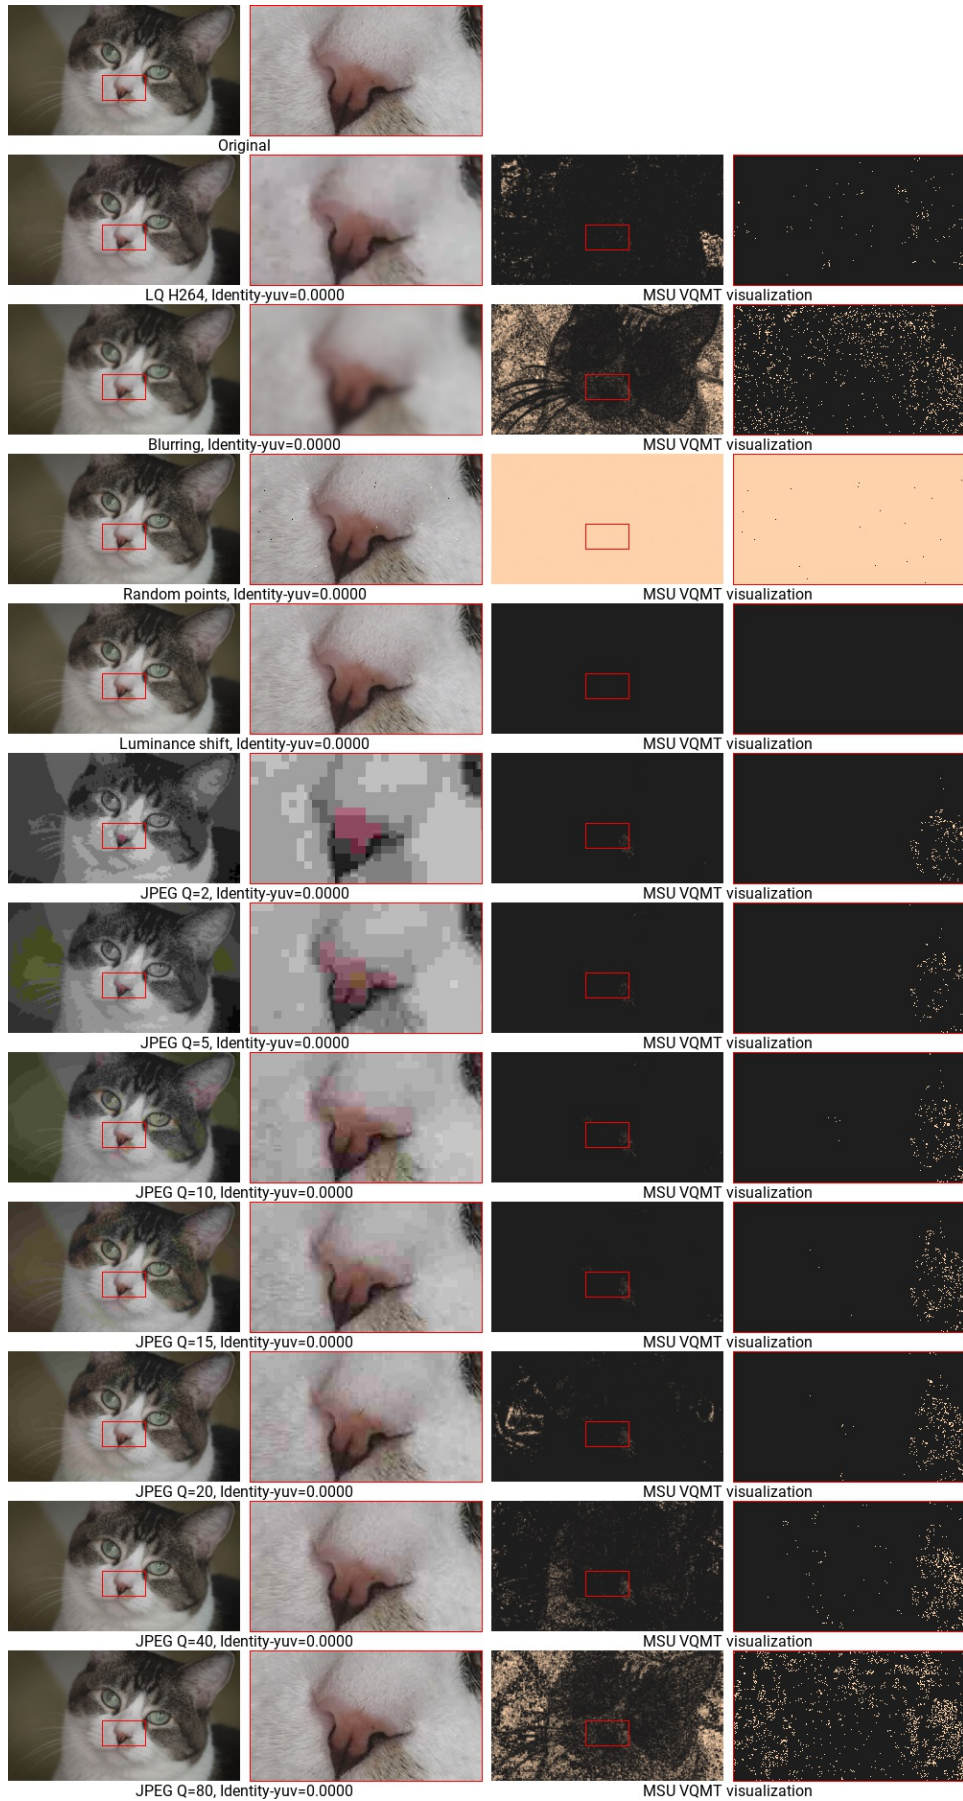 Original
LQ H264, Identity-yuv=0.0000
MSU VQMT visualization
Blurring, Identity-yuv=0.0000
MSU VQMT visualization
Random points, Identity-yuv=0.0000
MSU VQMT visualization
Luminance shift, Identity-yuv=0.0000
MSU VQMT visualization
JPEG Q=2, Identity-yuv=0.0000
MSU VQMT visualization
JPEG Q=5, Identity-yuv=0.0000
MSU VQMT visualization
JPEG Q=10, Identity-yuv=0.0000
MSU VQMT visualization
JPEG Q=15, Identity-yuv=0.0000
MSU VQMT visualization
JPEG Q=20, Identity-yuv=0.0000
MSU VQMT visualization
JPEG Q=40, Identity-yuv=0.0000
MSU VQMT visualization
JPEG Q=80, Identity-yuv=0.0000
MSU VQMT visualization